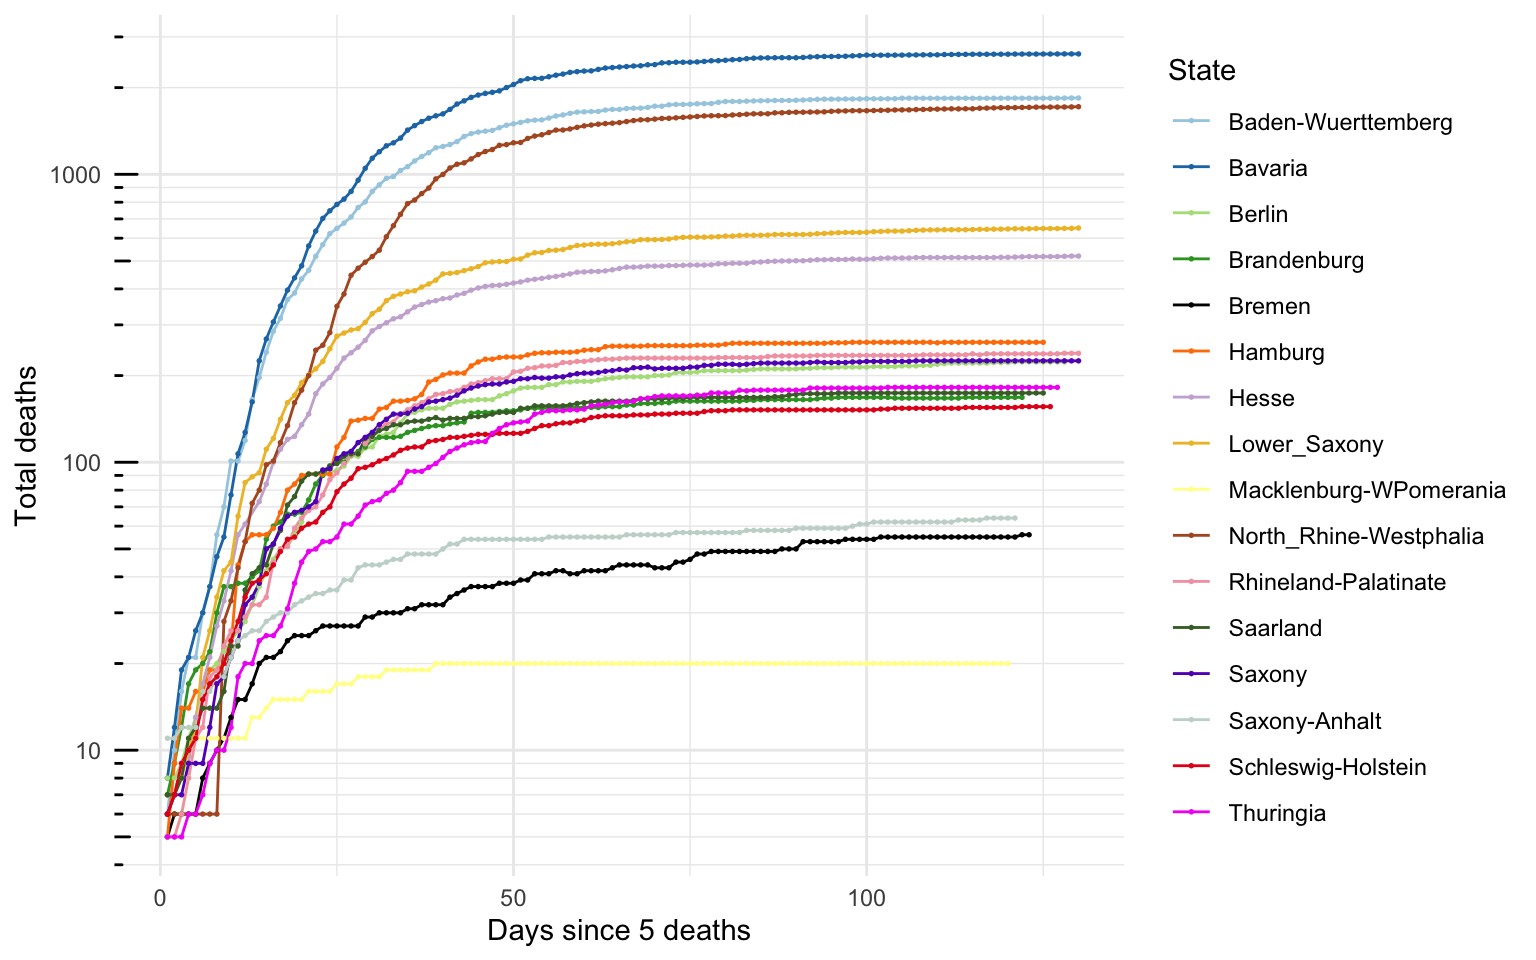 1000
100
10
Total deaths
0
50
100
Days since 5 deaths
State
Baden-Wuerttemberg
Bavaria
Berlin
Brandenburg
Bremen
Hamburg
Hesse
Lower_Saxony
Macklenburg-WPomerania
North_Rhine-Westphalia
Rhineland-Palatinate
Saarland
Saxony
Saxony-Anhalt
Schleswig-Holstein
Thuringia